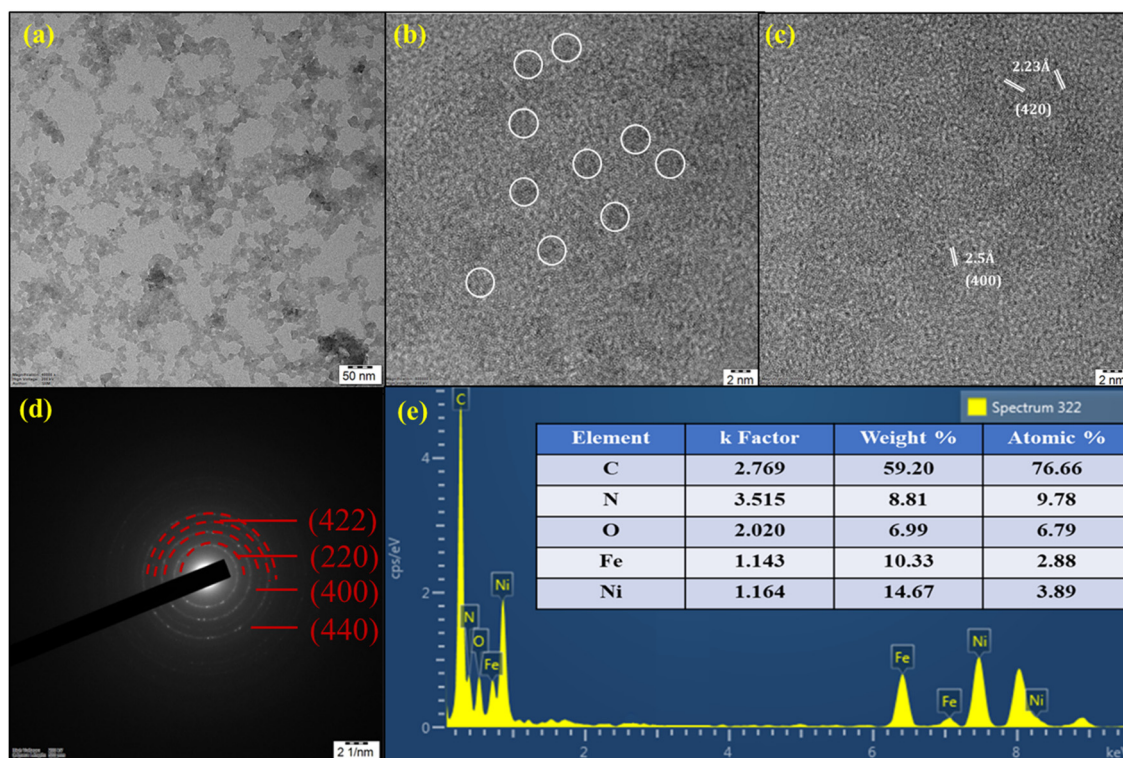 (a)
50 nm
(b)
2 nm
(c)
2.23Å
(420)
2.5Å
(400)
2 nm
(d)
(422)
(220)
(400)
(440)
2 1/nm
(e)
Spectrum 322
Element k Factor Weight % Atomic %
C 2.769 59.20 76.66
N 3.515 8.81 9.78
O 2.020 6.99 6.79
Fe 1.143 10.33 2.88
Ni 1.164 14.67 3.89
cps/eV
4
2
0
C
N
O
Fe
Ni
Fe
Fe
Ni
Ni
2
4
6
8